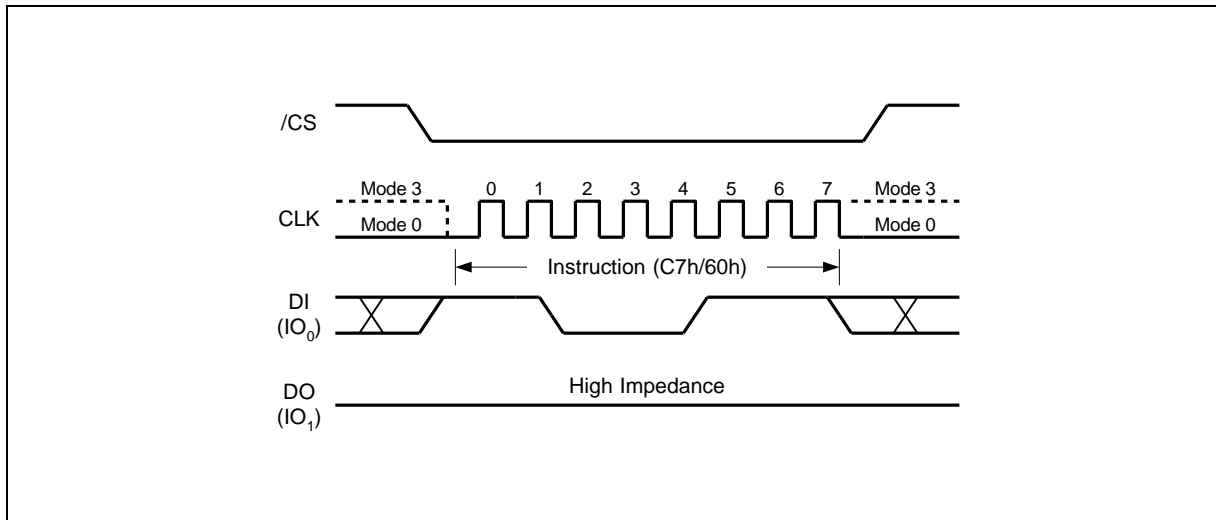 /CS
Mode 3 0 1 2 3 4 5 6 7 Mode 3
CLK
Mode 0 Mode 0
Instruction (C7h/60h)
DI
(IO₀)
High Impedance
DO
(IO₁)